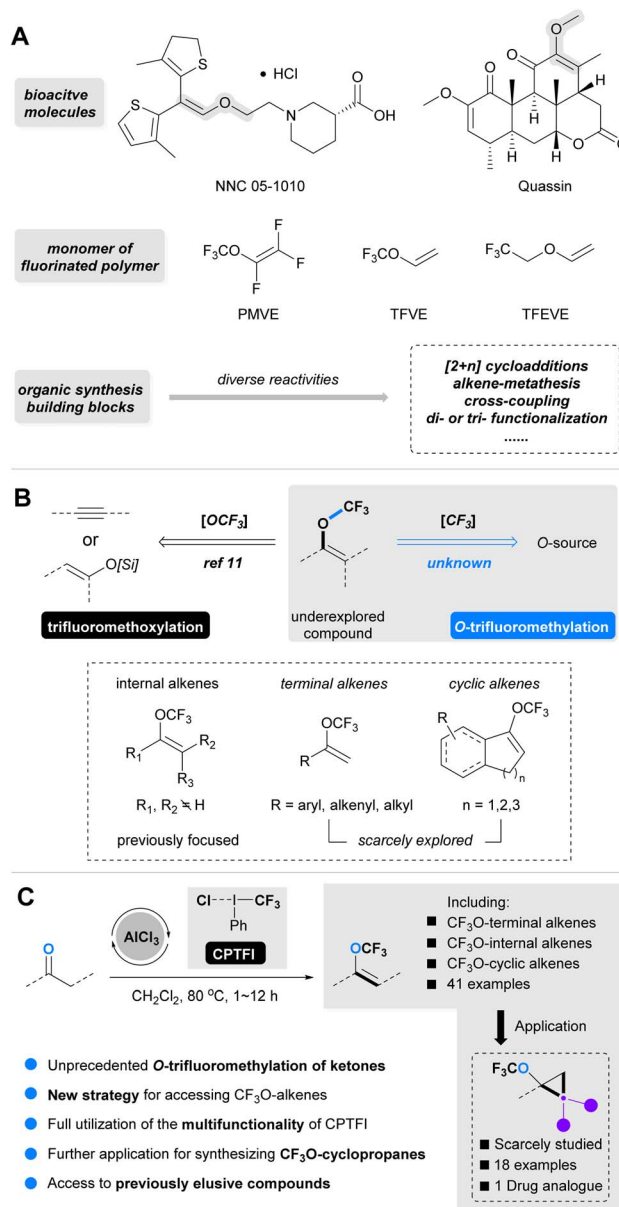 A
bioacitve
molecules
S
S
O
N
• HCl
O
OH
NNC 05-1010
O
O
O
O
H
H
H
H
O
O
Quassin
monomer of
fluorinated polymer
F₃CO
F
F
F
PMVE
F₃CO
TFVE
F₃C
O
TFEVE
organic synthesis
building blocks
diverse reactivities
[2+n] cycloadditions
alkene-metathesis
cross-coupling
di- or tri- functionalization
......
B
or
O[Si]
trifluoromethoxylation
[OCF₃]
ref 11
O
CF₃
underexplored
compound
[CF₃]
unknown
O-source
O-trifluoromethylation
internal alkenes
OCF₃
R₁
R₂
R₃
R₁, R₂ ≠ H
previously focused
terminal alkenes
OCF₃
R
R = aryl, alkenyl, alkyl
cyclic alkenes
R
OCF₃
( )n
n = 1,2,3
scarcely explored
C
O
AlCl₃
Cl---I—CF₃
Ph
CPTFI
CH₂Cl₂, 80 °C, 1~12 h
OCF₃
Including:
■ CF₃O-terminal alkenes
■ CF₃O-internal alkenes
■ CF₃O-cyclic alkenes
■ 41 examples
Application
F₃CO
■ Scarcely studied
■ 18 examples
■ 1 Drug analogue
● Unprecedented O-trifluoromethylation of ketones
● New strategy for accessing CF₃O-alkenes
● Full utilization of the multifunctionality of CPTFI
● Further application for synthesizing CF₃O-cyclopropanes
● Access to previously elusive compounds